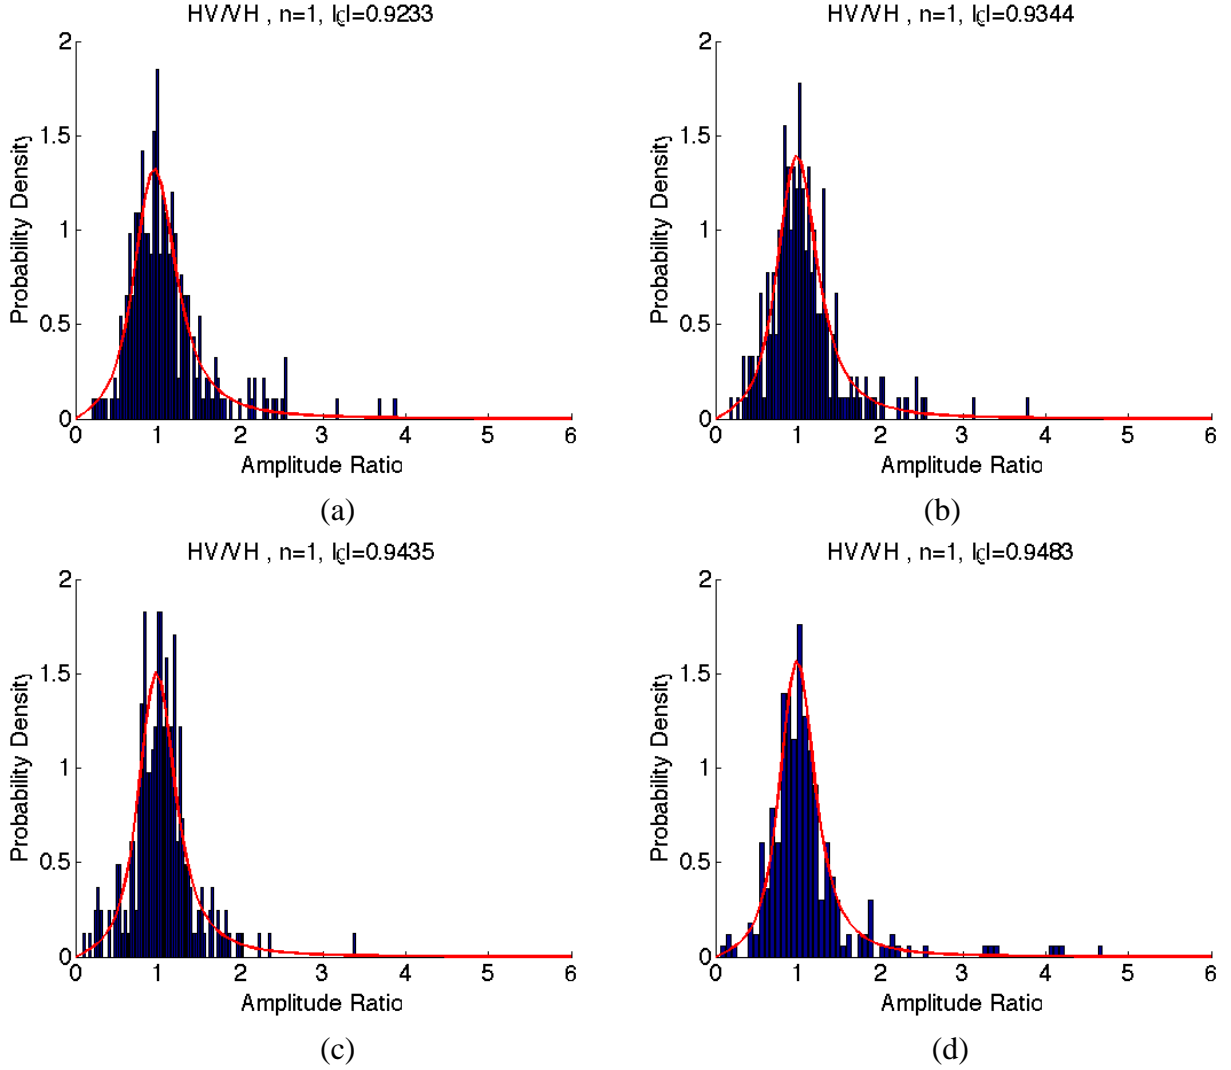 HV/VH , n=1, |ρc|=0.9233
HV/VH , n=1, |ρc|=0.9344
2
1.5
1
0.5
0
Probability Density
0 1 2 3 4 5 6
Amplitude Ratio
2
1.5
1
0.5
0
Probability Density
0 1 2 3 4 5 6
Amplitude Ratio
(a)
(b)
HV/VH , n=1, |ρc|=0.9435
HV/VH , n=1, |ρc|=0.9483
2
1.5
1
0.5
0
Probability Density
0 1 2 3 4 5 6
Amplitude Ratio
2
1.5
1
0.5
0
Probability Density
0 1 2 3 4 5 6
Amplitude Ratio
(c)
(d)